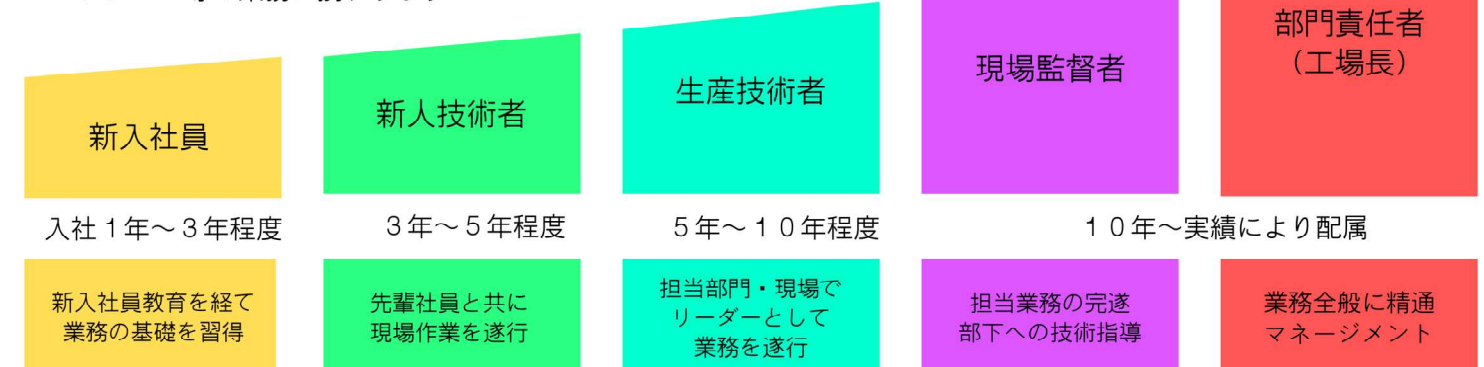 新入社員
新人技術者
生産技術者
現場監督者
部門責任者
（工場長）
入社１年～３年程度
３年～５年程度
５年～１０年程度
１０年～実績により配属
新入社員教育を経て
業務の基礎を習得
先輩社員と共に
現場作業を遂行
担当部門・現場で
リーダーとして
業務を遂行
担当業務の完遂
部下への技術指導
業務全般に精通
マネージメント